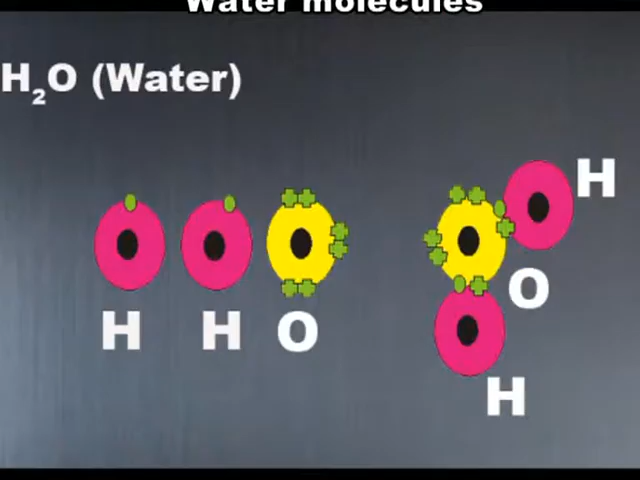 Water molecules
H₂O (Water)
H
H H O
O
H